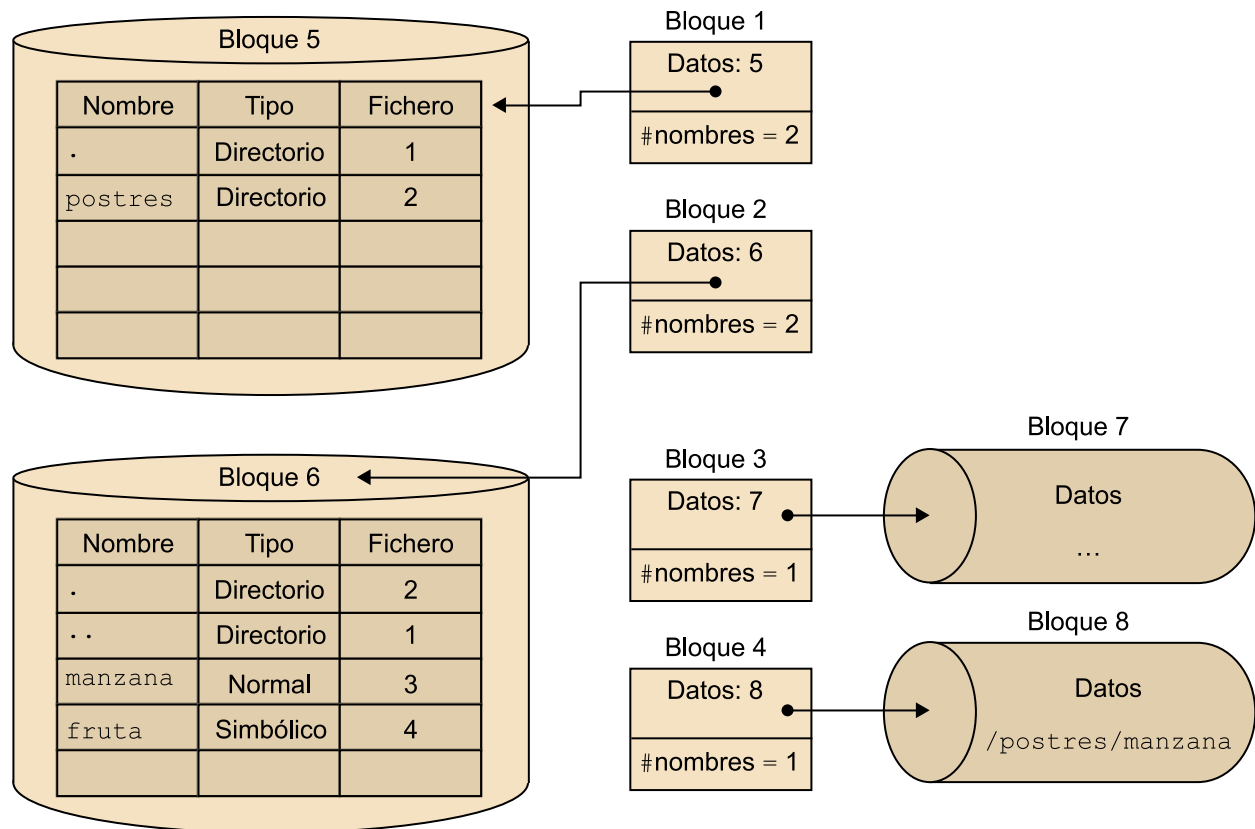 Bloque 5
Nombre Tipo Fichero
. Directorio 1
postres Directorio 2
Bloque 1
Datos: 5
#nombres = 2
Bloque 2
Datos: 6
#nombres = 2
Bloque 6
Nombre Tipo Fichero
. Directorio 2
.. Directorio 1
manzana Normal 3
fruta Simbólico 4
Bloque 3
Datos: 7
#nombres = 1
Bloque 7
Datos
...
Bloque 4
Datos: 8
#nombres = 1
Bloque 8
Datos
/postres/manzana